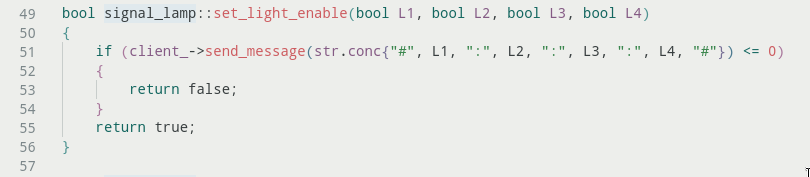 49 bool signal_lamp::set_light_enable(bool L1, bool L2, bool L3, bool L4)
50 {
51     if (client_->send_message(str.conc{"#", L1, ":", L2, ":", L3, ":", L4, "#"}) <= 0)
52     {
53         return false;
54     }
55     return true;
56 }
57